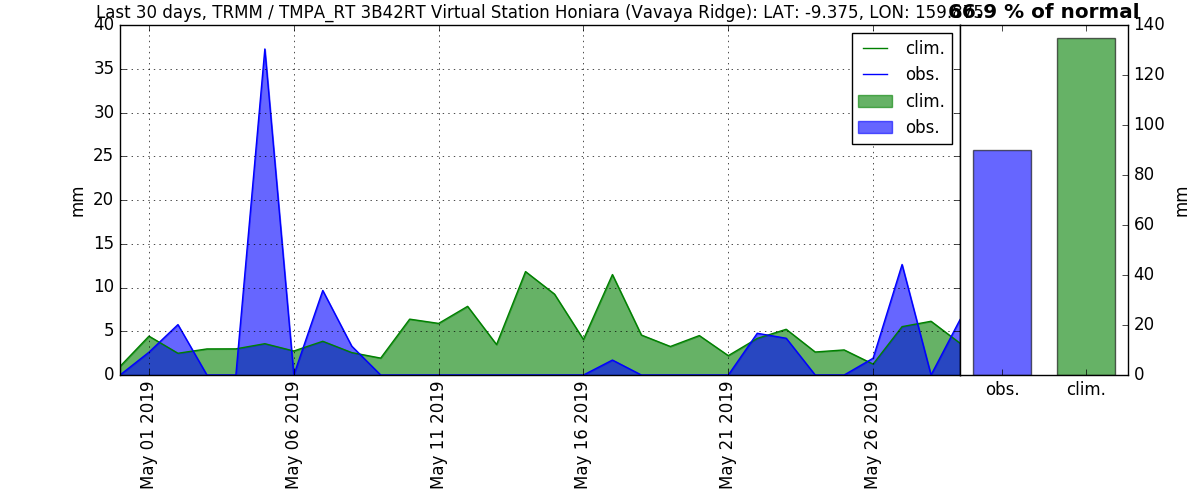 Last 30 days, TRMM / TMPA_RT 3B42RT Virtual Station Honiara (Vavaya Ridge): LAT: -9.375, LON:
66.9 % of normal
40
35
30
25
20
15
10
5
0
mm
clim.
obs.
clim.
obs.
May 01 2019
May 06 2019
May 11 2019
May 16 2019
May 21 2019
May 26 2019
140
120
100
80
60
40
20
0
mm
obs.
clim.